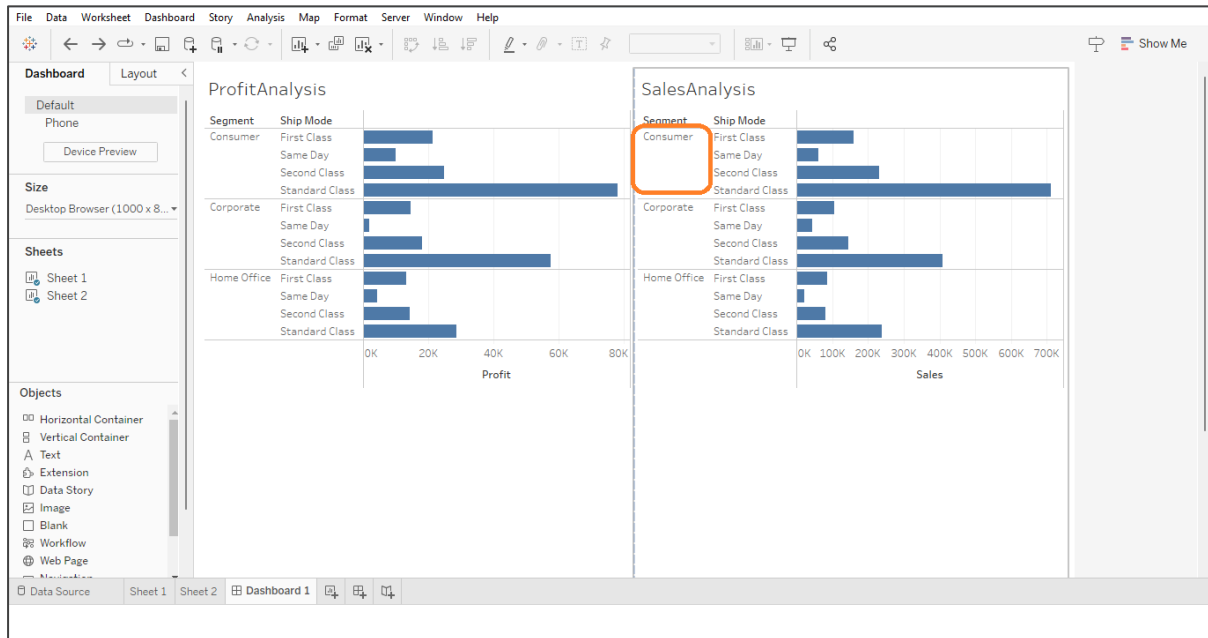 File Data Worksheet Dashboard Story Analysis Map Format Server Window Help
Show Me
Dashboard Layout
Default
Phone
Device Preview
Size
Desktop Browser (1000 x 8...
Sheets
Sheet 1
Sheet 2
Objects
Horizontal Container
Vertical Container
A Text
Extension
Data Story
Image
Blank
Workflow
Web Page
Navigation
ProfitAnalysis
Segment Ship Mode
Consumer First Class
Same Day
Second Class
Standard Class
Corporate First Class
Same Day
Second Class
Standard Class
Home Office First Class
Same Day
Second Class
Standard Class
0K 20K 40K 60K 80K
Profit
SalesAnalysis
Segment Ship Mode
Consumer First Class
Same Day
Second Class
Standard Class
Corporate First Class
Same Day
Second Class
Standard Class
Home Office First Class
Same Day
Second Class
Standard Class
0K 100K 200K 300K 400K 500K 600K 700K
Sales
Data Source Sheet 1 Sheet 2 Dashboard 1